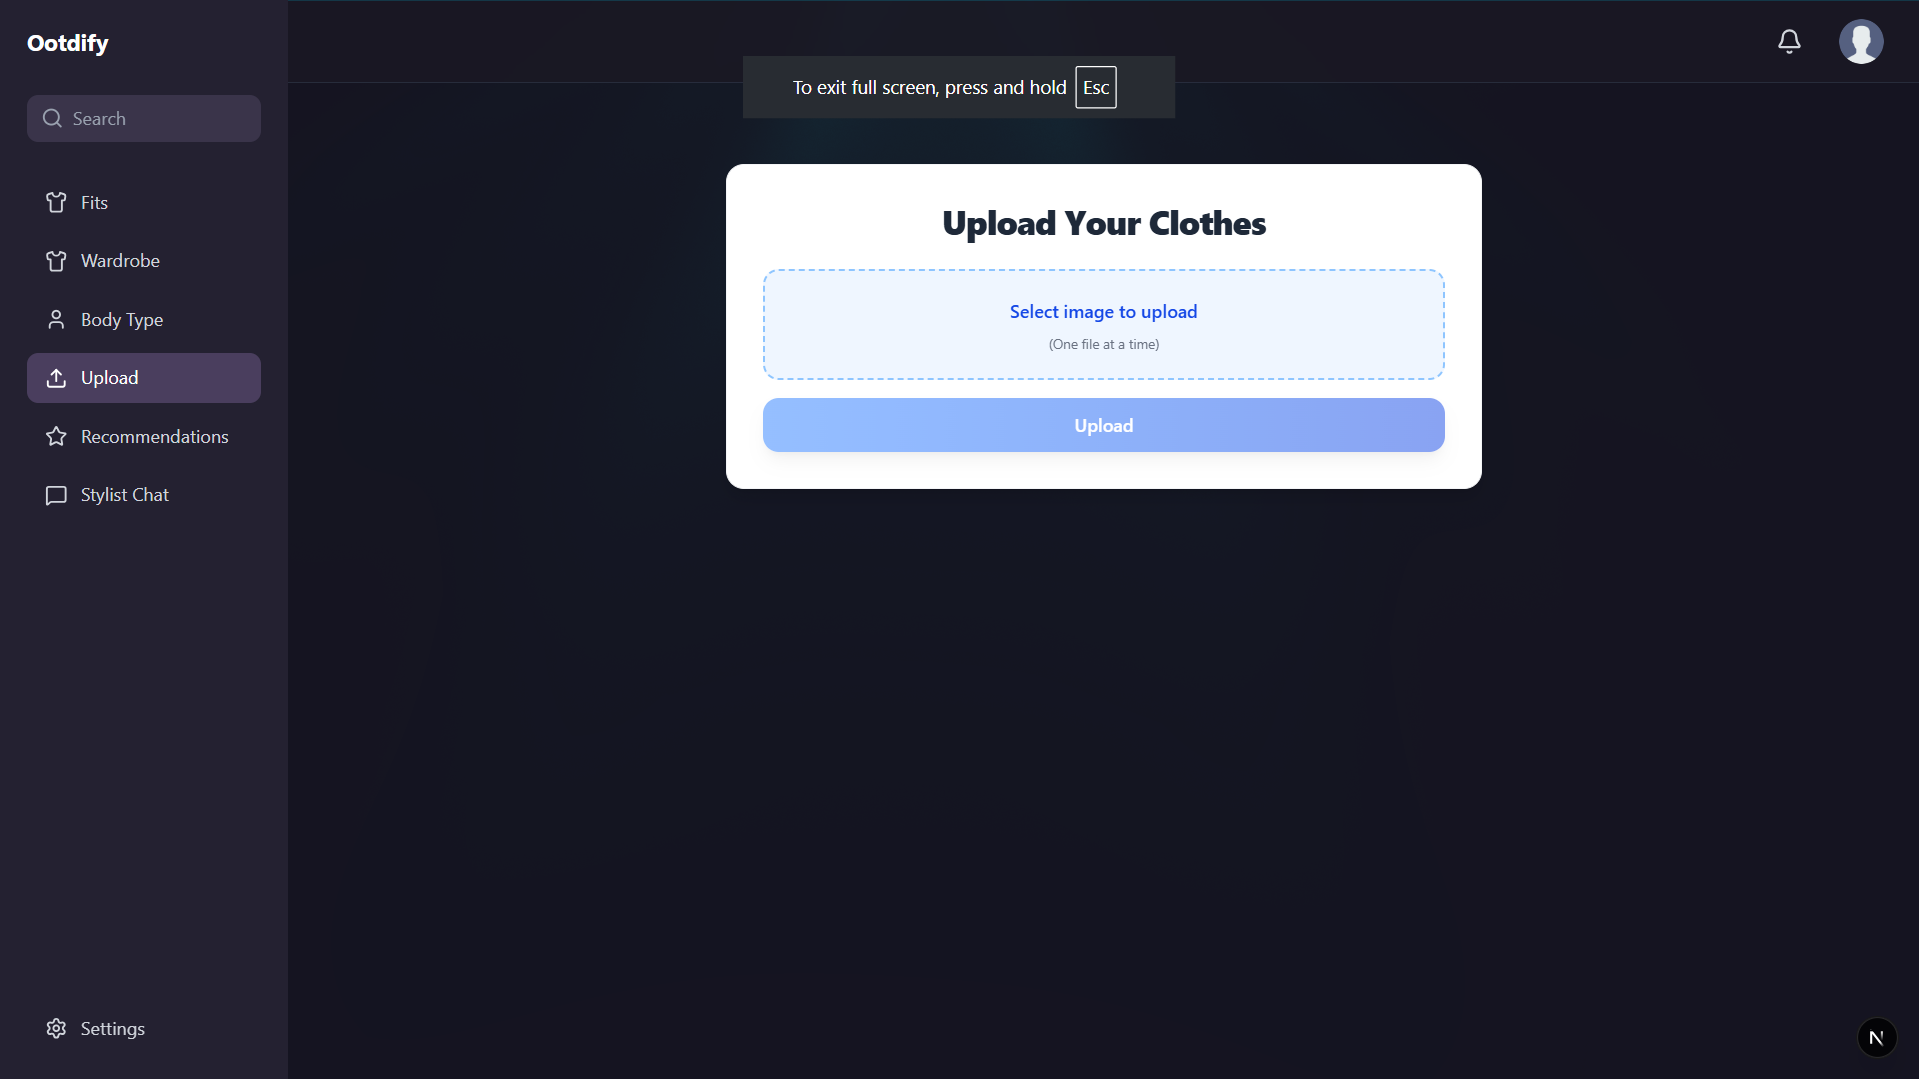 Ootdify
Search
Fits
Wardrobe
Body Type
Upload
Recommendations
Stylist Chat
Settings
To exit full screen, press and hold Esc
Upload Your Clothes
Select image to upload
(One file at a time)
Upload
N